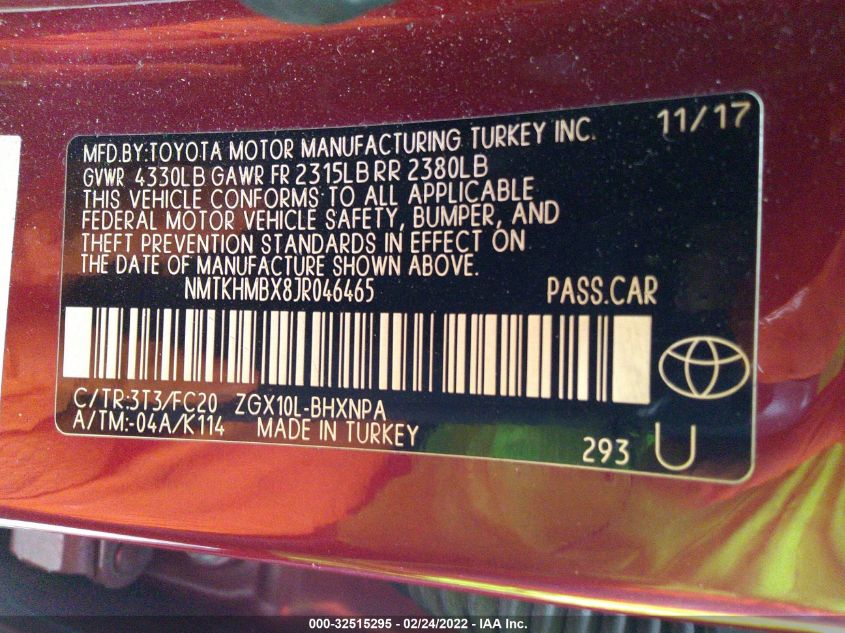 11/17
MFD.BY:TOYOTA MOTOR MANUFACTURING TURKEY INC.
GVWR 4330LB GAWR FR 2315LB RR 2380LB
THIS VEHICLE CONFORMS TO ALL APPLICABLE
FEDERAL MOTOR VEHICLE SAFETY, BUMPER, AND
THEFT PREVENTION STANDARDS IN EFFECT ON
THE DATE OF MANUFACTURE SHOWN ABOVE.
NMTKHMBX8JR046465 PASS.CAR
C/TR:3T3/FC20 ZGX10L-BHXNPA
A/TM:-04A/K114 MADE IN TURKEY
293 U
000-32515295 - 02/24/2022 - IAA Inc.